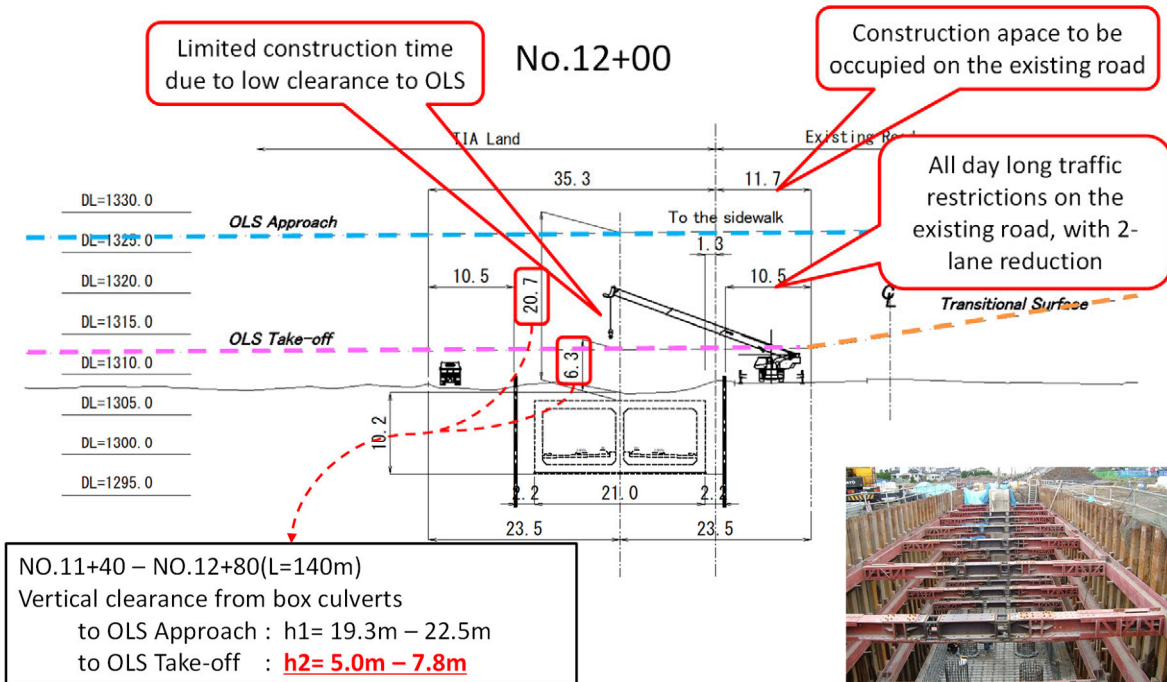 No.12+00
Limited construction time
due to low clearance to OLS
Construction apace to be
occupied on the existing road
All day long traffic
restrictions on the
existing road, with 2-
lane reduction
TIA Land
Existing Road
35.3
11.7
DL=1330.0
OLS Approach
To the sidewalk
DL=1325.0
1.3
DL=1320.0
10.5
20.7
10.5
Transitional Surface
DL=1315.0
OLS Take-off
DL=1310.0
6.3
DL=1305.0
10.2
DL=1300.0
DL=1295.0
2.2
21.0
2.2
23.5
23.5
NO.11+40 – NO.12+80(L=140m)
Vertical clearance from box culverts
to OLS Approach : h1= 19.3m – 22.5m
to OLS Take-off : h2= 5.0m – 7.8m